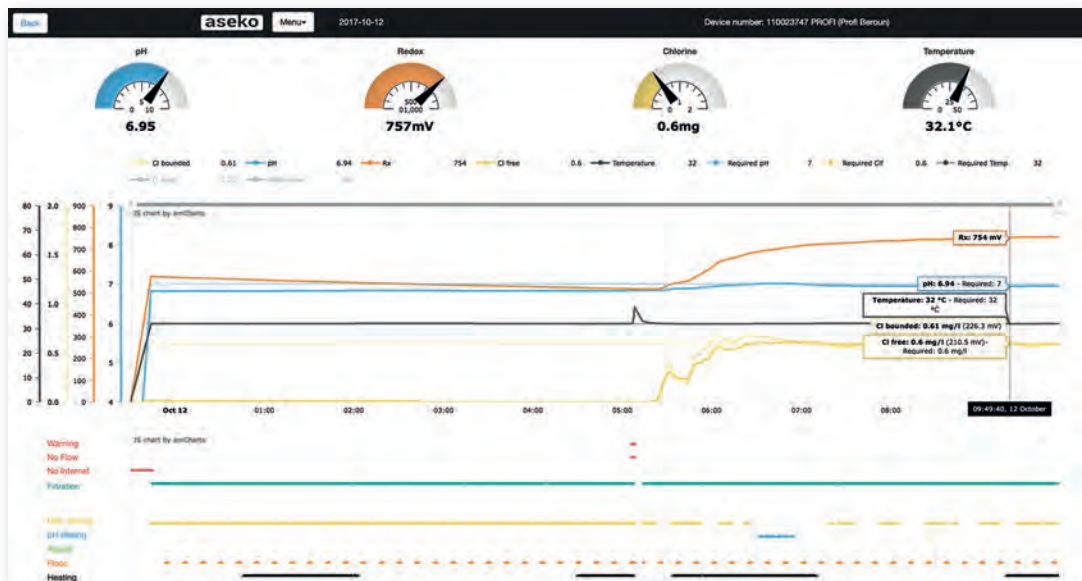 Back aseko Menu 2017-10-12 Device number: 110023747 PROFI (Profi Beroun)
pH Redox Chlorine Temperature
0 5 10 0 500 1,000 0 1 2 0 25 50
6.95 757mV 0.6mg 32.1°C
Cl bounded 0.61 pH 6.94 Rx 754 Cl free 0.6 Temperature 32 Required pH 7 Required Clf 0.6 Required Temp. 32
JS chart by amCharts
80 2.0 900 9
70 800
8
60 1.5 700
600
50 7
500
40 1.0
400
6
30 300
20 0.5 200
5
10 100
0 0.0 0 4
Rx: 754 mV
pH: 6.94 - Required: 7
Temperature: 32 °C - Required: 32
°C
Cl bounded: 0.61 mg/l (226.3 mV)
Cl free: 0.6 mg/l (210.5 mV)-
Required: 0.6 mg/l
Oct 12 01:00 02:00 03:00 04:00 05:00 06:00 07:00 08:00 09:49:40, 12 October
JS chart by amCharts
Warning
No Flow
No Internet
Filtration
pH dosing
Flocc
Heating